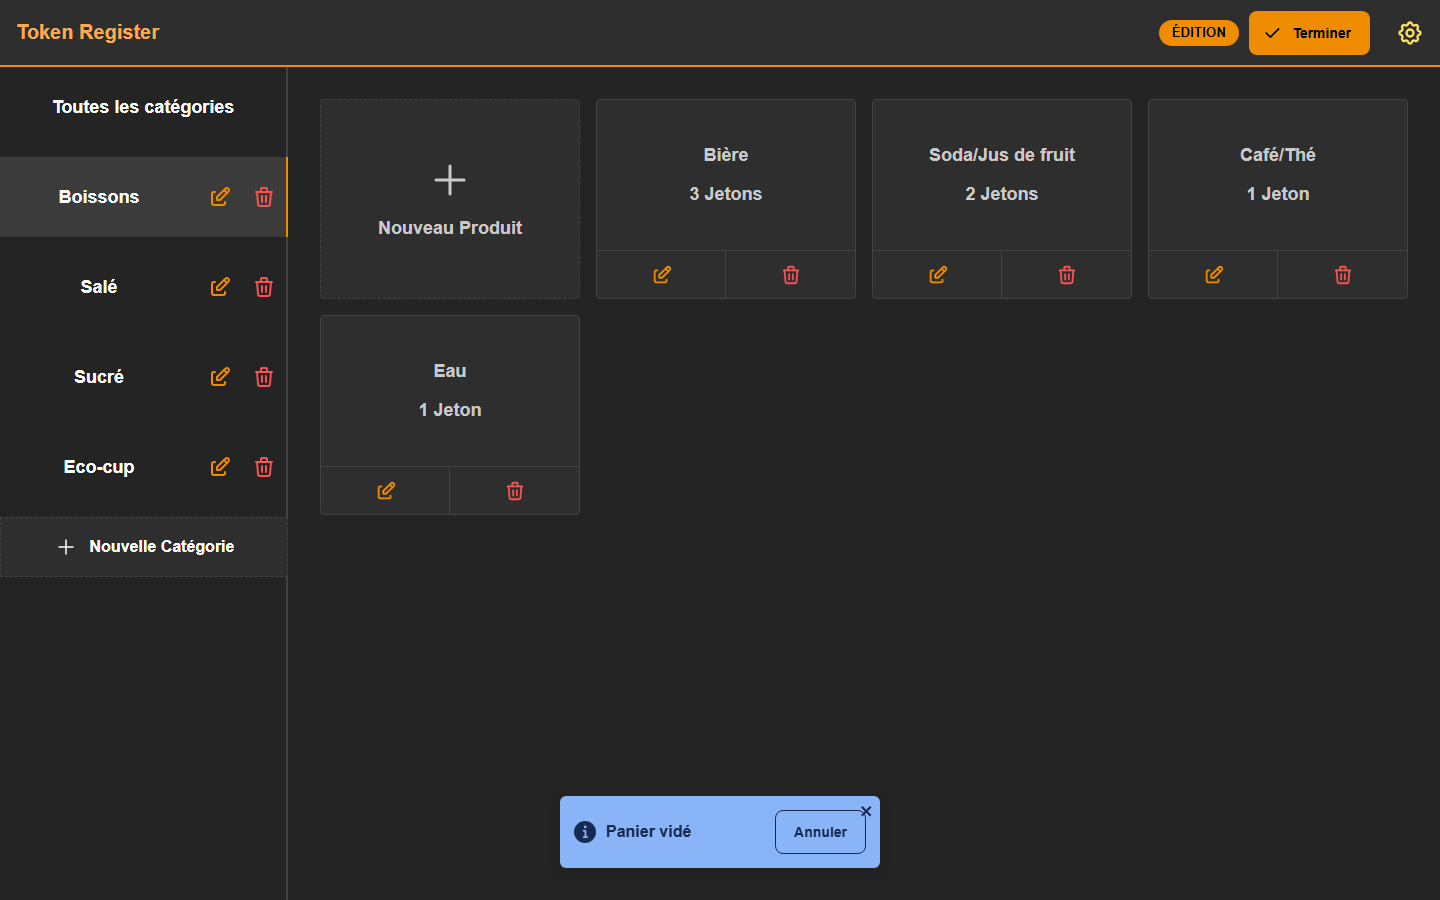 Token Register
ÉDITION
Terminer
Toutes les catégories
Boissons
Salé
Sucré
Eco-cup
Nouvelle Catégorie
Nouveau Produit
Bière
3 Jetons
Soda/Jus de fruit
2 Jetons
Café/Thé
1 Jeton
Eau
1 Jeton
Panier vidé
Annuler